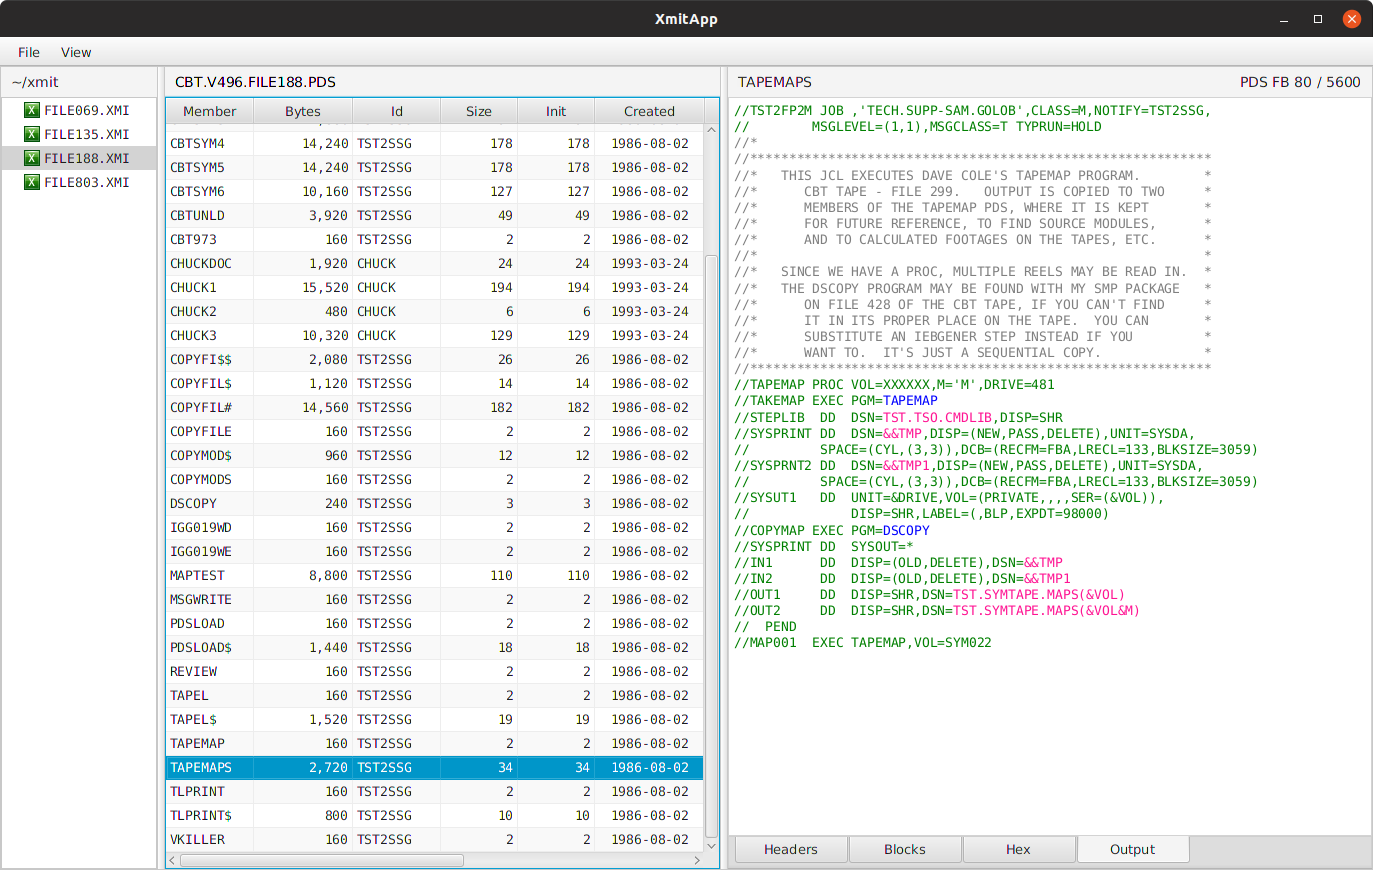 XmitApp
File View
~/xmit
FILE069.XMI
FILE135.XMI
FILE188.XMI
FILE803.XMI
CBT.V496.FILE188.PDS
Member Bytes Id Size Init Created
CBTSYM4 14,240 TST2SSG 178 178 1986-08-02
CBTSYM5 14,240 TST2SSG 178 178 1986-08-02
CBTSYM6 10,160 TST2SSG 127 127 1986-08-02
CBTUNLD 3,920 TST2SSG 49 49 1986-08-02
CBT973 160 TST2SSG 2 2 1986-08-02
CHUCKDOC 1,920 CHUCK 24 24 1993-03-24
CHUCK1 15,520 CHUCK 194 194 1993-03-24
CHUCK2 480 CHUCK 6 6 1993-03-24
CHUCK3 10,320 CHUCK 129 129 1993-03-24
COPYFI$$ 2,080 TST2SSG 26 26 1986-08-02
COPYFIL$ 1,120 TST2SSG 14 14 1986-08-02
COPYFIL# 14,560 TST2SSG 182 182 1986-08-02
COPYFILE 160 TST2SSG 2 2 1986-08-02
COPYMOD$ 960 TST2SSG 12 12 1986-08-02
COPYMODS 160 TST2SSG 2 2 1986-08-02
DSCOPY 240 TST2SSG 3 3 1986-08-02
IGG019WD 160 TST2SSG 2 2 1986-08-02
IGG019WE 160 TST2SSG 2 2 1986-08-02
MAPTEST 8,800 TST2SSG 110 110 1986-08-02
MSGWRITE 160 TST2SSG 2 2 1986-08-02
PDSLOAD 160 TST2SSG 2 2 1986-08-02
PDSLOAD$ 1,440 TST2SSG 18 18 1986-08-02
REVIEW 160 TST2SSG 2 2 1986-08-02
TAPEL 160 TST2SSG 2 2 1986-08-02
TAPEL$ 1,520 TST2SSG 19 19 1986-08-02
TAPEMAP 160 TST2SSG 2 2 1986-08-02
TAPEMAPS 2,720 TST2SSG 34 34 1986-08-02
TLPRINT 160 TST2SSG 2 2 1986-08-02
TLPRINT$ 800 TST2SSG 10 10 1986-08-02
VKILLER 160 TST2SSG 2 2 1986-08-02
TAPEMAPS PDS FB 80 / 5600
//TST2FP2M JOB ,'TECH.SUPP-SAM.GOLOB',CLASS=M,NOTIFY=TST2SSG,
//        MSGLEVEL=(1,1),MSGCLASS=T TYPRUN=HOLD
//*
//***********************************************************
//*   THIS JCL EXECUTES DAVE COLE'S TAPEMAP PROGRAM.        *
//*      CBT TAPE - FILE 299.   OUTPUT IS COPIED TO TWO     *
//*      MEMBERS OF THE TAPEMAP PDS, WHERE IT IS KEPT       *
//*      FOR FUTURE REFERENCE, TO FIND SOURCE MODULES,      *
//*      AND TO CALCULATED FOOTAGES ON THE TAPES, ETC.      *
//*                                                         *
//*   SINCE WE HAVE A PROC, MULTIPLE REELS MAY BE READ IN.  *
//*   THE DSCOPY PROGRAM MAY BE FOUND WITH MY SMP PACKAGE   *
//*      ON FILE 428 OF THE CBT TAPE, IF YOU CAN'T FIND     *
//*      IT IN ITS PROPER PLACE ON THE TAPE.  YOU CAN       *
//*      SUBSTITUTE AN IEBGENER STEP INSTEAD IF YOU         *
//*      WANT TO.  IT'S JUST A SEQUENTIAL COPY.             *
//***********************************************************
//TAPEMAP PROC VOL=XXXXXX,M='M',DRIVE=481
//TAKEMAP EXEC PGM=TAPEMAP
//STEPLIB  DD  DSN=TST.TSO.CMDLIB,DISP=SHR
//SYSPRINT DD  DSN=&&TMP,DISP=(NEW,PASS,DELETE),UNIT=SYSDA,
//         SPACE=(CYL,(3,3)),DCB=(RECFM=FBA,LRECL=133,BLKSIZE=3059)
//SYSPRNT2 DD  DSN=&&TMP1,DISP=(NEW,PASS,DELETE),UNIT=SYSDA,
//         SPACE=(CYL,(3,3)),DCB=(RECFM=FBA,LRECL=133,BLKSIZE=3059)
//SYSUT1   DD  UNIT=&DRIVE,VOL=(PRIVATE,,,,SER=(&VOL)),
//             DISP=SHR,LABEL=(,BLP,EXPDT=98000)
//COPYMAP EXEC PGM=DSCOPY
//SYSPRINT DD  SYSOUT=*
//IN1      DD  DISP=(OLD,DELETE),DSN=&&TMP
//IN2      DD  DISP=(OLD,DELETE),DSN=&&TMP1
//OUT1     DD  DISP=SHR,DSN=TST.SYMTAPE.MAPS(&VOL)
//OUT2     DD  DISP=SHR,DSN=TST.SYMTAPE.MAPS(&VOL&M)
//  PEND
//MAP001  EXEC TAPEMAP,VOL=SYM022
Headers Blocks Hex Output